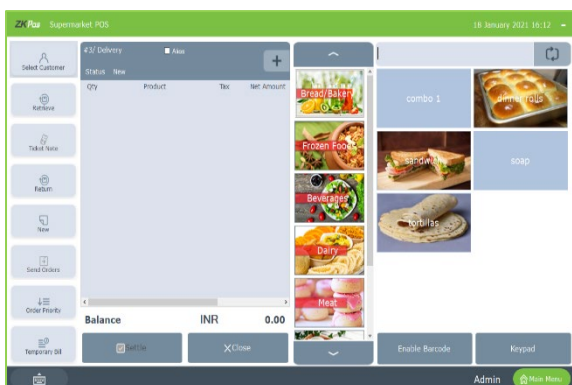 ZKPos Supermarket POS
18 January 2021 16:12 -
Select Customer
Retrieve
Ticket Note
Return
New
Send Orders
Order Priority
Temporary Bill
#3/ Delivery
+
Status New
Qty Product Tax Net Amount
Balance INR 0.00
Settle
XClose
Bread/Bakery
Frozen Foods
Beverages
Dairy
Meat
combo 1
dinner rolls
sandwich
soap
tortillas
Enable Barcode
Keypad
Admin
Main Menu